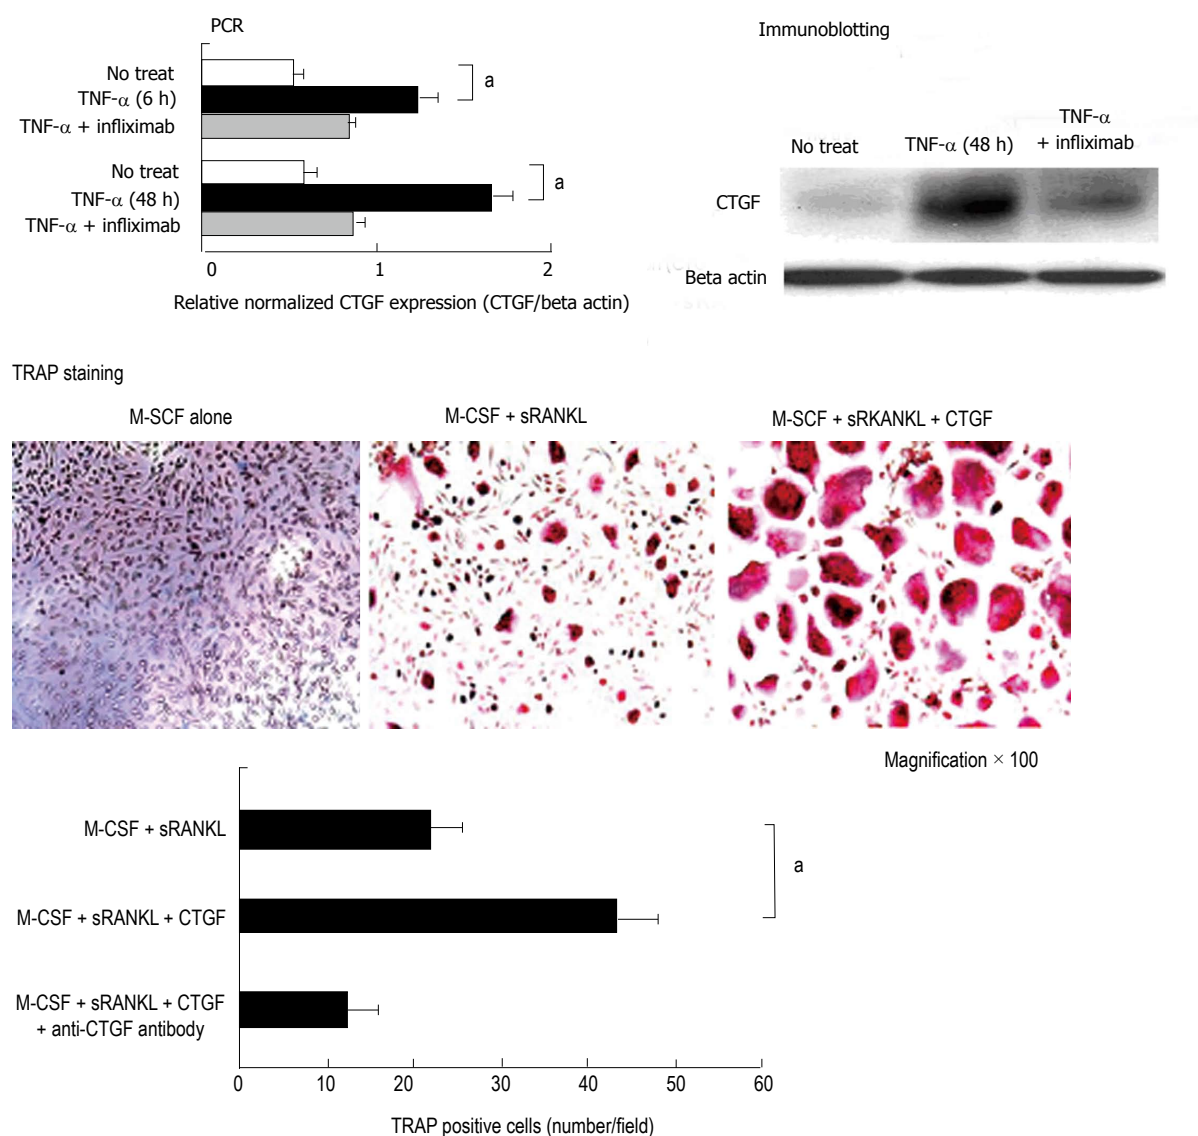 PCR
No treat
TNF-α (6 h)
TNF-α + infliximab
a
No treat
TNF-α (48 h)
TNF-α + infliximab
a
0 1 2
Relative normalized CTGF expression (CTGF/beta actin)
Immunoblotting
No treat
TNF-α (48 h)
TNF-α
+ infliximab
CTGF
Beta actin
TRAP staining
M-SCF alone
M-CSF + sRANKL
M-SCF + sRKANKL + CTGF
Magnification × 100
M-CSF + sRANKL
M-CSF + sRANKL + CTGF
a
M-CSF + sRANKL + CTGF
+ anti-CTGF antibody
0 10 20 30 40 50 60
TRAP positive cells (number/field)